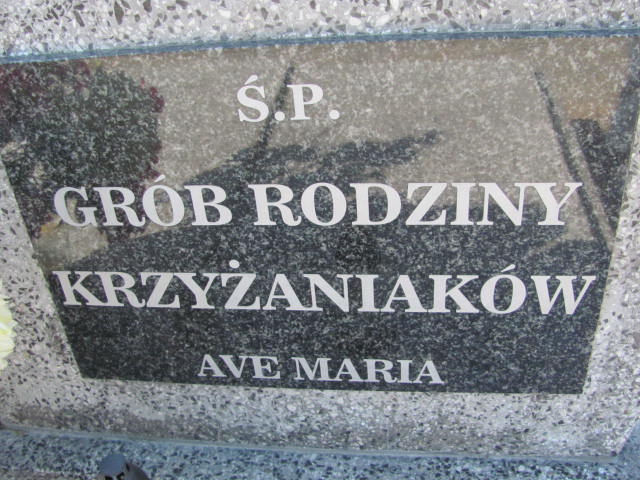 Ś.P.
GRÓB RODZINY
KRZYŻANIAKÓW
AVE MARIA